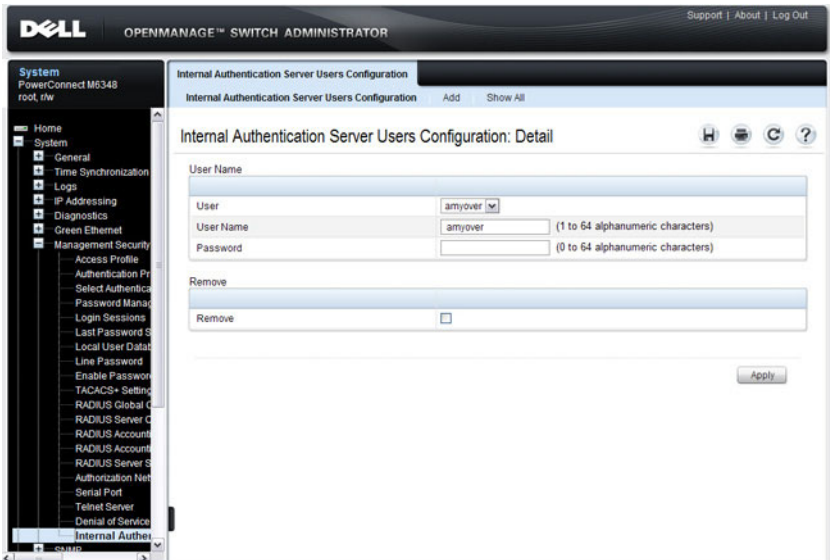 Support | About | Log Out
DELL
OPENMANAGE™ SWITCH ADMINISTRATOR
System
PowerConnect M6348
root, r/w
Home
System
General
Time Synchronization
Logs
IP Addressing
Diagnostics
Green Ethernet
Management Security
Access Profile
Authentication Pr
Select Authentica
Password Manag
Login Sessions
Last Password S
Local User Datab
Line Password
Enable Passwor
TACACS+ Setting
RADIUS Global C
RADIUS Server C
RADIUS Accounti
RADIUS Accounti
RADIUS Server S
Authorization Net
Serial Port
Telnet Server
Denial of Service
Internal Authen
SNMP
Internal Authentication Server Users Configuration
Internal Authentication Server Users Configuration Add Show All
Internal Authentication Server Users Configuration: Detail
User Name
User amyover
User Name amyover (1 to 64 alphanumeric characters)
Password (0 to 64 alphanumeric characters)
Remove
Remove
Apply